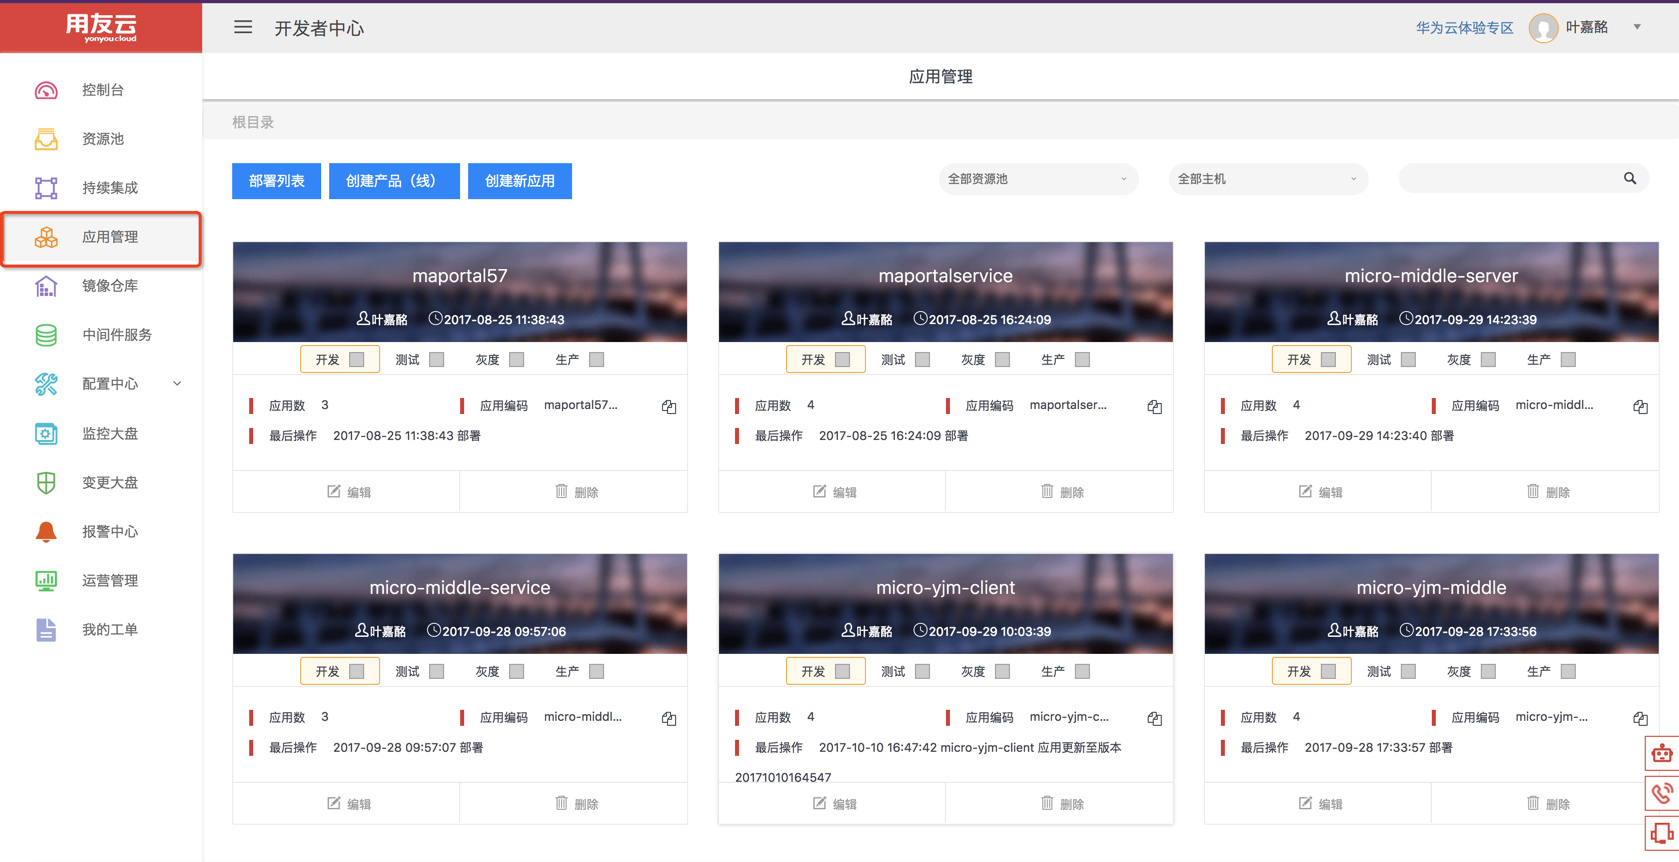 用友云
yonyoucloud
开发者中心
华为云体验专区
叶嘉酩
控制台
资源池
持续集成
应用管理
镜像仓库
中间件服务
配置中心
监控大盘
变更大盘
报警中心
运营管理
我的工单
应用管理
根目录
部署列表 创建产品（线） 创建新应用
全部资源池 全部主机
maportal57
叶嘉酩 2017-08-25 11:38:43
开发 测试 灰度 生产
应用数 3 应用编码 maportal57...
最后操作 2017-08-25 11:38:43 部署
编辑 删除
maportalservice
叶嘉酩 2017-08-25 16:24:09
开发 测试 灰度 生产
应用数 4 应用编码 maportalser...
最后操作 2017-08-25 16:24:09 部署
编辑 删除
micro-middle-server
叶嘉酩 2017-09-29 14:23:39
开发 测试 灰度 生产
应用数 4 应用编码 micro-middl...
最后操作 2017-09-29 14:23:40 部署
编辑 删除
micro-middle-service
叶嘉酩 2017-09-28 09:57:06
开发 测试 灰度 生产
应用数 3 应用编码 micro-middl...
最后操作 2017-09-28 09:57:07 部署
编辑 删除
micro-yjm-client
叶嘉酩 2017-09-29 10:03:39
开发 测试 灰度 生产
应用数 4 应用编码 micro-yjm-c...
最后操作 2017-10-10 16:47:42 micro-yjm-client 应用更新至版本
20171010164547
编辑 删除
micro-yjm-middle
叶嘉酩 2017-09-28 17:33:56
开发 测试 灰度 生产
应用数 4 应用编码 micro-yjm-...
最后操作 2017-09-28 17:33:57 部署
编辑 删除